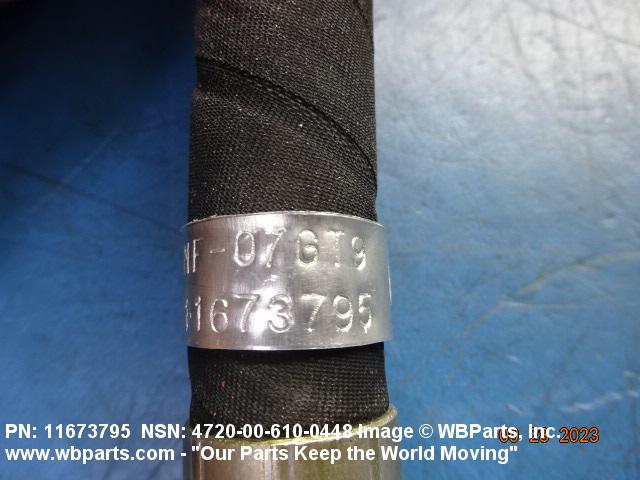 NF-07GT9
11673795
PN: 11673795 NSN: 4720-00-610-0448 Image © WBParts, Inc.
2023
www.wbparts.com - "Our Parts Keep the World Moving"